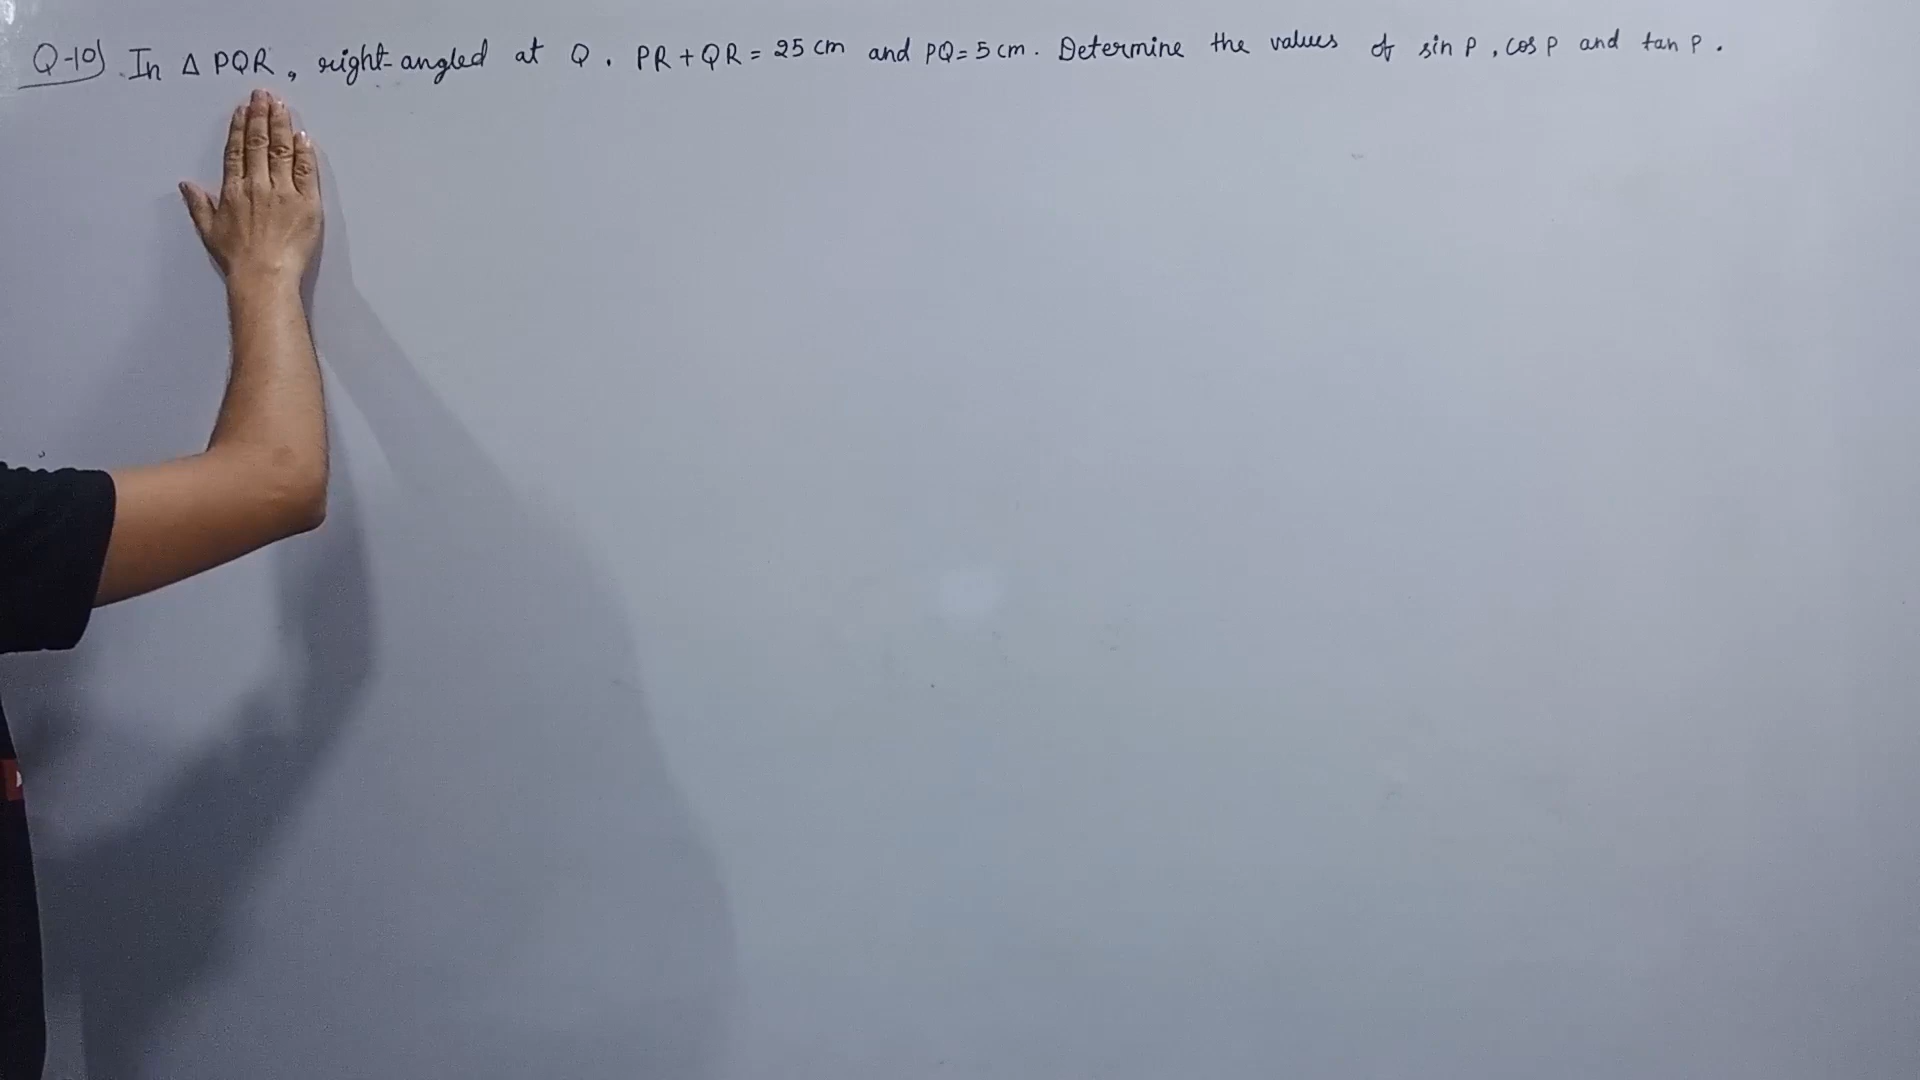 Q-10) In Δ PQR, right-angled at Q. PR + QR = 25 cm and PQ = 5 cm. Determine the values of sin P, cos P and tan P.